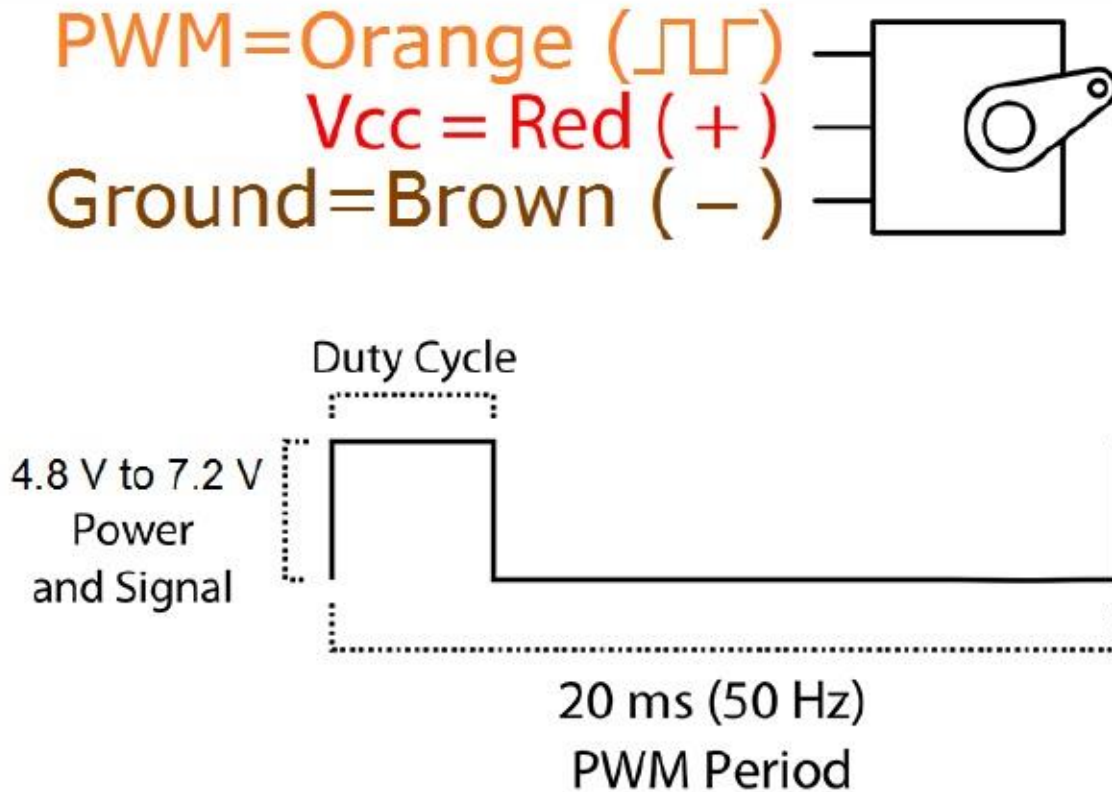 PWM=Orange (⎍⎍)
Vcc = Red ( + )
Ground=Brown ( − )
Duty Cycle
4.8 V to 7.2 V
Power
and Signal
20 ms (50 Hz)
PWM Period